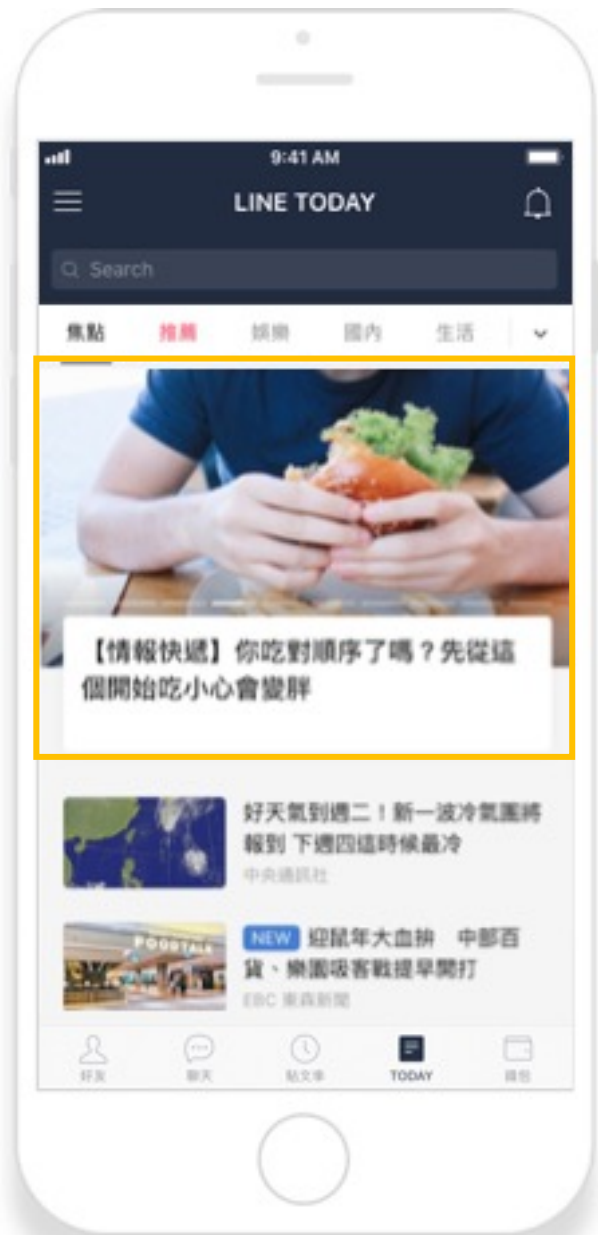 9:41 AM
LINE TODAY
Search
焦點 推薦 娛樂 國內 生活
【情報快遞】你吃對順序了嗎？先從這
個開始吃小心會變胖
好天氣到週二！新一波冷氣團將
報到 下週四這時候最冷
中央通訊社
NEW 迎鼠年大血拚 中部百
貨、樂園吸客戰提早開打
EBC 東森新聞
好友 聊天 貼文串 TODAY 錢包